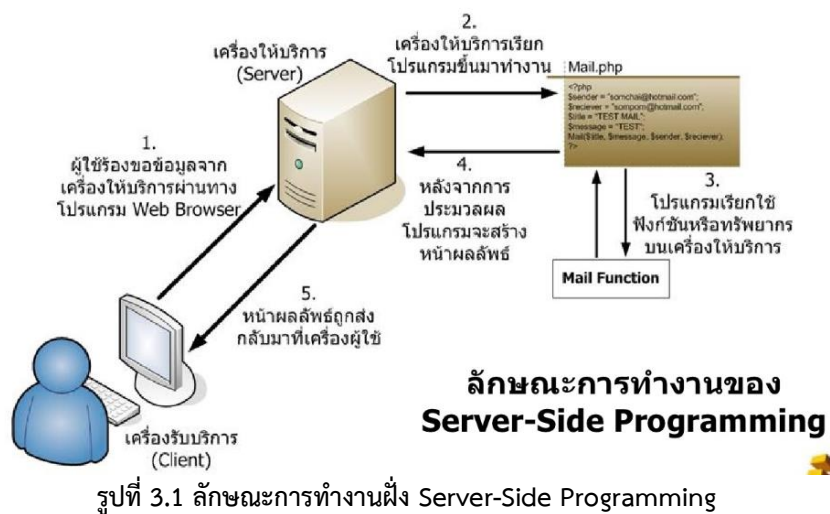 เครื่องให้บริการ
(Server)
2.
เครื่องให้บริการเรียก
โปรแกรมขึ้นมาทำงาน
Mail.php
<?php
$sender = "somchai@hotmail.com";
$reciever = "somporn@hotmail.com";
$title = "TEST MAIL";
$message = "TEST";
Mail($title, $message, $sender, $reciever);
?>
1.
ผู้ใช้ร้องขอข้อมูลจาก
เครื่องให้บริการผ่านทาง
โปรแกรม Web Browser
4.
หลังจากการ
ประมวลผล
โปรแกรมจะสร้าง
หน้าผลลัพธ์
3.
โปรแกรมเรียกใช้
ฟังก์ชันหรือทรัพยากร
บนเครื่องให้บริการ
Mail Function
5.
หน้าผลลัพธ์ถูกส่ง
กลับมาที่เครื่องผู้ใช้
เครื่องรับบริการ
(Client)
ลักษณะการทำงานของ
Server-Side Programming
รูปที่ 3.1 ลักษณะการทำงานฝั่ง Server-Side Programming